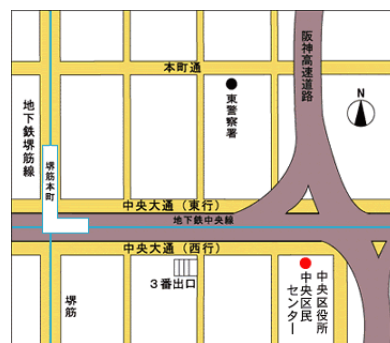 阪神高速道路
本町通
N
東警察署
地下鉄堺筋線
堺筋本町
中央大通（東行）
地下鉄中央線
中央大通（西行）
3番出口
堺筋
中央区役所
中央区民
センター